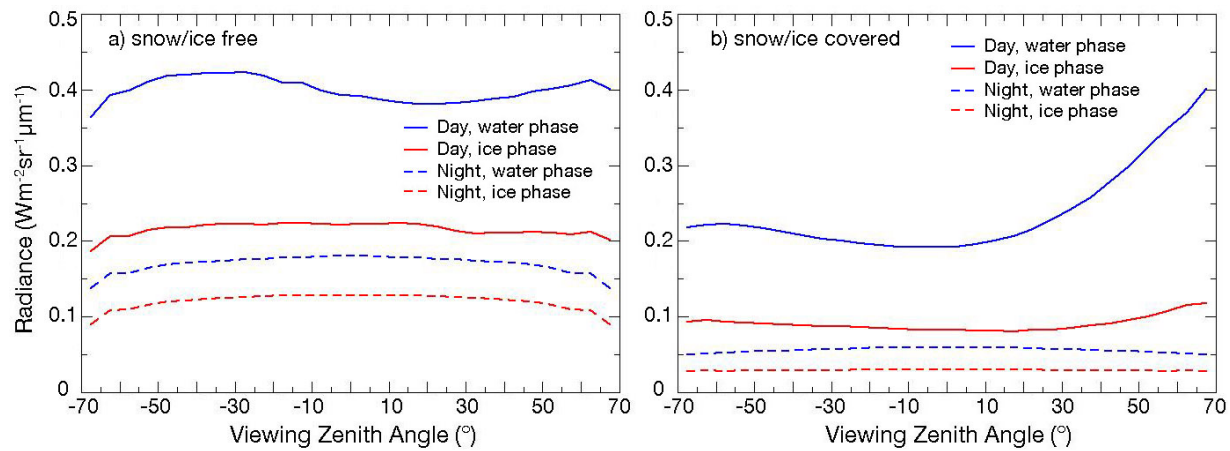 a) snow/ice free
Day, water phase
Day, ice phase
Night, water phase
Night, ice phase
0.5
0.4
0.3
0.2
0.1
0
Radiance (Wm⁻²sr⁻¹µm⁻¹)
-70 -50 -30 -10 10 30 50 70
Viewing Zenith Angle (°)
b) snow/ice covered
Day, water phase
Day, ice phase
Night, water phase
Night, ice phase
0.5
0.4
0.3
0.2
0.1
0
-70 -50 -30 -10 10 30 50 70
Viewing Zenith Angle (°)